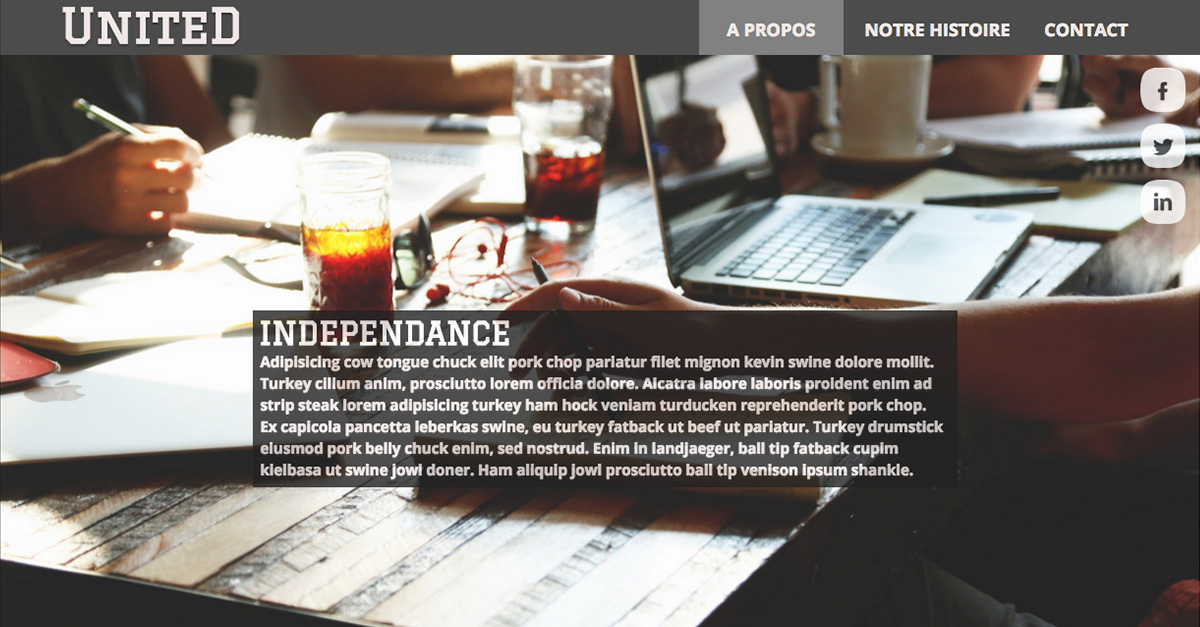 UNITED
A PROPOS
NOTRE HISTOIRE
CONTACT
INDEPENDANCE
Adipisicing cow tongue chuck elit pork chop pariatur filet mignon kevin swine dolore mollit.
Turkey cillum anim, prosciutto lorem officia dolore. Alcatra labore laboris proident enim ad
strip steak lorem adipisicing turkey ham hock veniam turducken reprehenderit pork chop.
Ex capicola pancetta leberkas swine, eu turkey fatback ut beef ut pariatur. Turkey drumstick
eiusmod pork belly chuck enim, sed nostrud. Enim in landjaeger, ball tip fatback cupim
kielbasa ut swine jowl doner. Ham aliquip jowl prosciutto ball tip venison ipsum shankle.